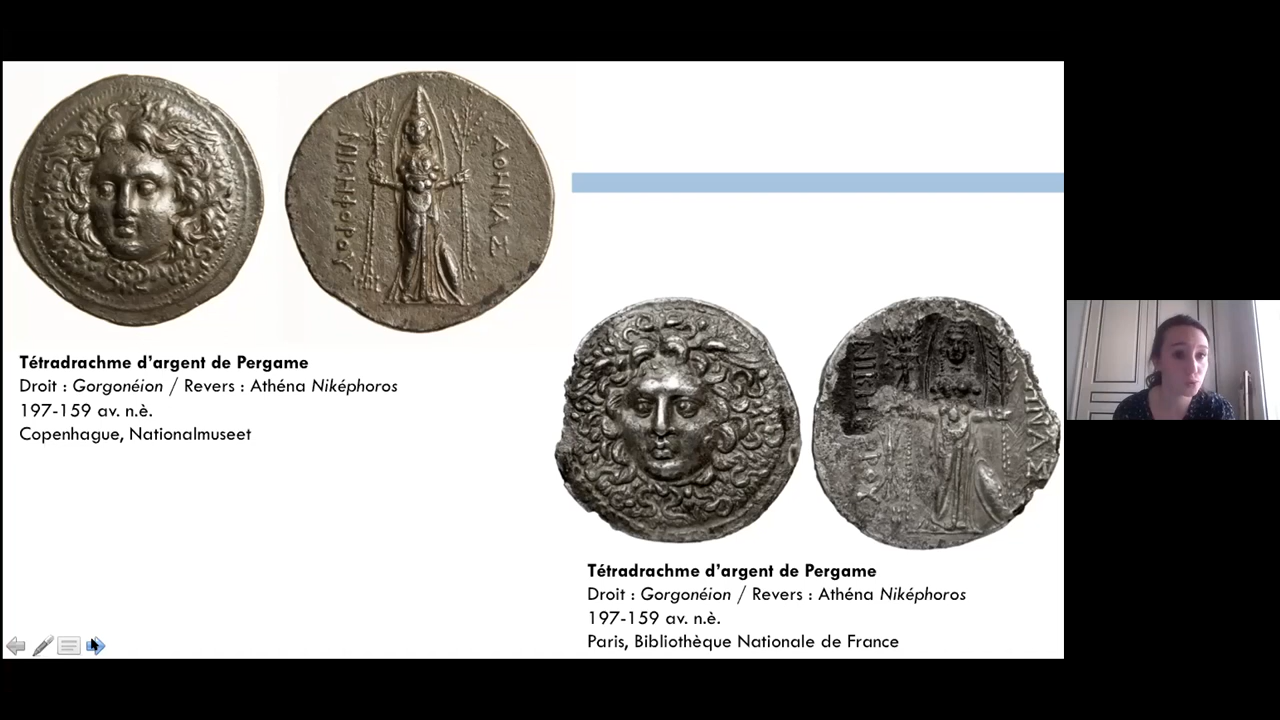 ΑΘΗΝΑΣ
ΝΙΚΗΦΟΡΟΥ
Tétradrachme d’argent de Pergame
Droit : Gorgonéion / Revers : Athéna Niképhoros
197-159 av. n.è.
Copenhague, Nationalmuseet
Tétradrachme d’argent de Pergame
Droit : Gorgonéion / Revers : Athéna Niképhoros
197-159 av. n.è.
Paris, Bibliothèque Nationale de France